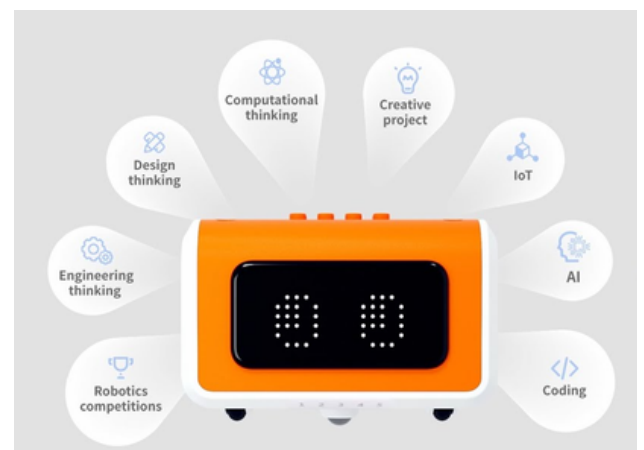 Computational
thinking
Creative
project
Design
thinking
IoT
Engineering
thinking
AI
Robotics
competitions
Coding